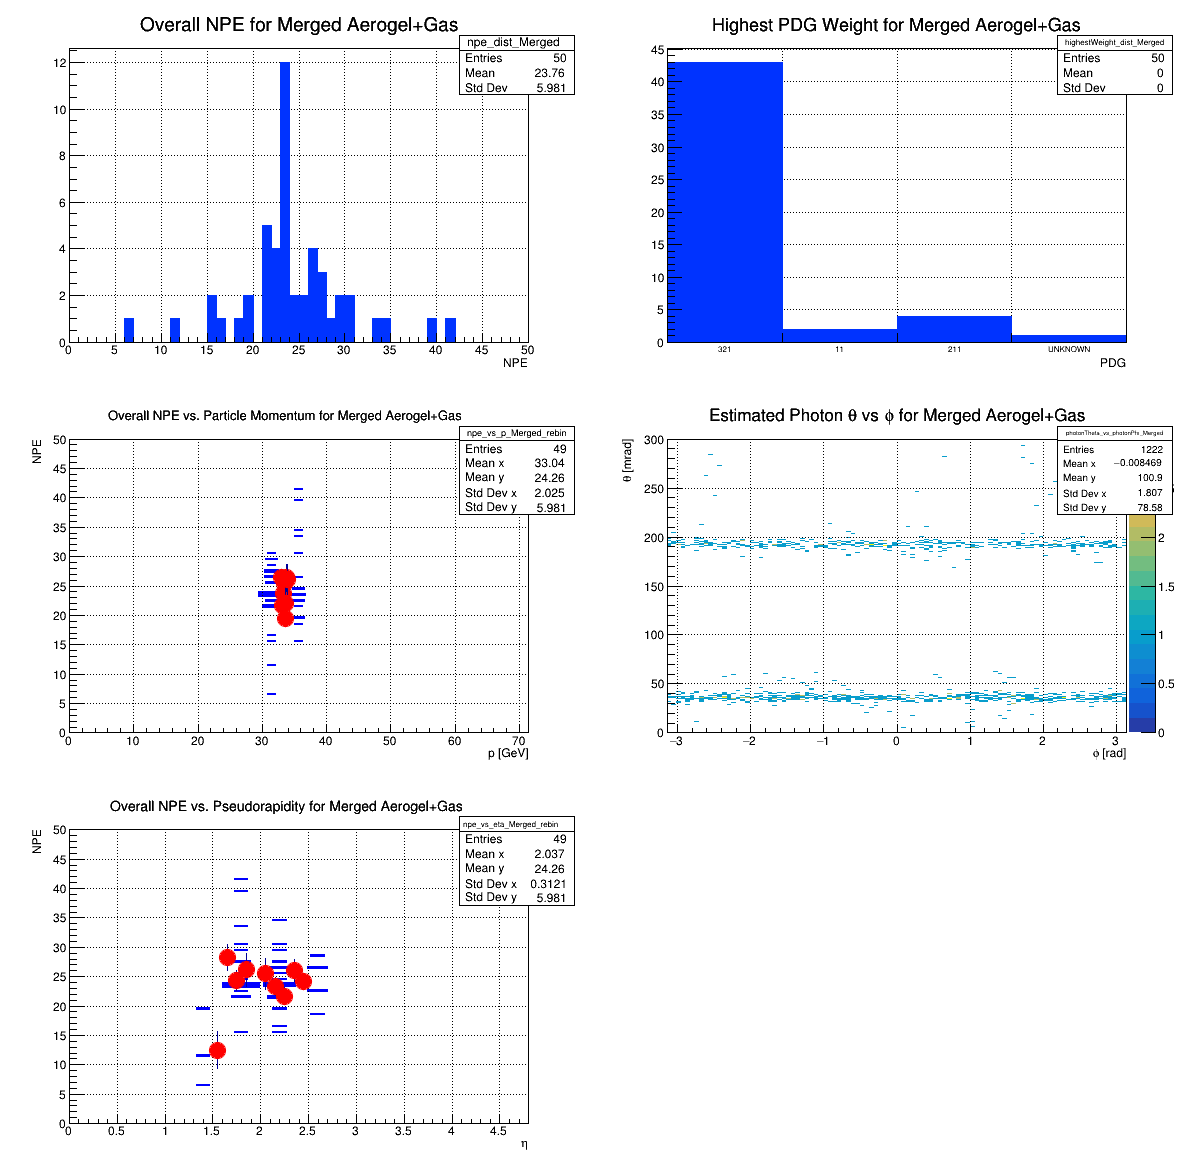 Overall NPE for Merged Aerogel+Gas
npe_dist_Merged
Entries 50
Mean 23.76
Std Dev 5.981
12
10
8
6
4
2
0
0 5 10 15 20 25 30 35 40 45 50
NPE
Highest PDG Weight for Merged Aerogel+Gas
highestWeight_dist_Merged
Entries 50
Mean 0
Std Dev 0
45
40
35
30
25
20
15
10
5
0
321 11 211 UNKNOWN
PDG
Overall NPE vs. Particle Momentum for Merged Aerogel+Gas
npe_vs_p_Merged_rebin
Entries 49
Mean x 33.04
Mean y 24.26
Std Dev x 2.025
Std Dev y 5.981
NPE
50
45
40
35
30
25
20
15
10
5
0
0 10 20 30 40 50 60 70
p [GeV]
Estimated Photon θ vs ϕ for Merged Aerogel+Gas
photonTheta_vs_photonPhi_Merged
Entries 1222
Mean x −0.008469
Mean y 100.9
Std Dev x 1.807
Std Dev y 78.58
θ [mrad]
300
250
200
150
100
50
0
−3 −2 −1 0 1 2 3
ϕ [rad]
2
1.5
1
0.5
0
Overall NPE vs. Pseudorapidity for Merged Aerogel+Gas
npe_vs_eta_Merged_rebin
Entries 49
Mean x 2.037
Mean y 24.26
Std Dev x 0.3121
Std Dev y 5.981
NPE
50
45
40
35
30
25
20
15
10
5
0
0 0.5 1 1.5 2 2.5 3 3.5 4 4.5
η